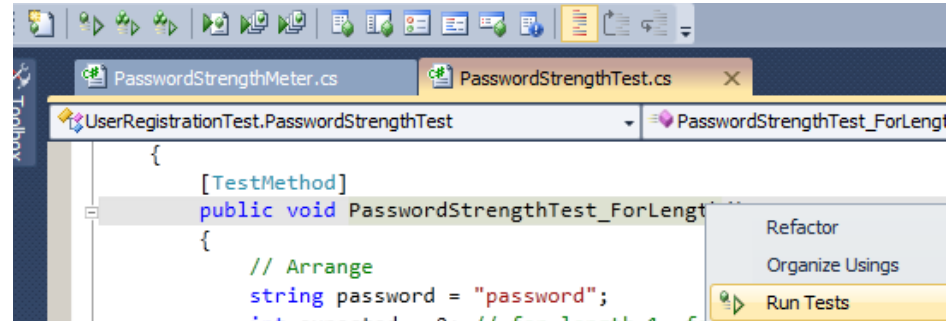 PasswordStrengthMeter.cs
PasswordStrengthTest.cs
Toolbox
UserRegistrationTest.PasswordStrengthTest
PasswordStrengthTest_ForLengt
{
[TestMethod]
public void PasswordStrengthTest_ForLengt
{
// Arrange
string password = "password";
Refactor
Organize Usings
Run Tests